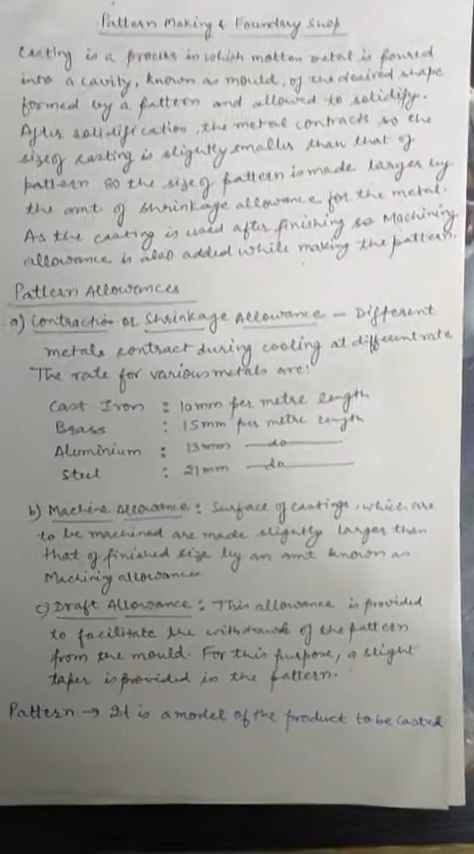 Pattern Making & Foundary Shop
Casting is a process in which molten metal is poured
into a cavity, known as mould, of the desired shape
formed by a pattern and allowed to solidify.
After solidification, the metal contracts so the
size of casting is slightly smaller than that of
pattern so the size of pattern is made larger by
the amt of shrinkage allowance for the metal.
As the casting is used after finishing so Machining
allowance is also added while making the pattern.
Pattern Allowances
a) Contraction or Shrinkage Allowance – Different
metals contract during cooling at different rate
The rate for various metals are:
Cast Iron : 10mm per metre length
Brass : 15mm per metre length
Aluminium : 13mm —do—
Steel : 21mm —do—
b) Machine Allowance : Surface of castings, which are
to be machined are made slightly larger than
that of finished size by an amt known as
Machining allowances
c) Draft Allowance : This allowance is provided
to facilitate the withdrawal of the pattern
from the mould. For this purpose, a slight
taper is provided in the pattern.
Pattern → It is a model of the product to be casted